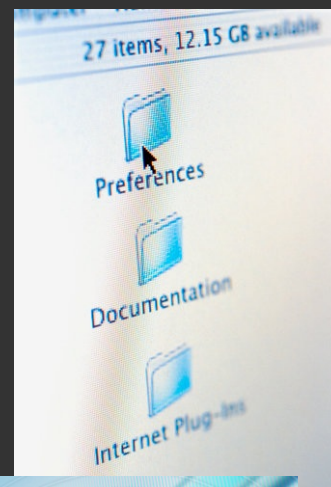 27 items, 12.15 GB available
Preferences
Documentation
Internet Plug-Ins